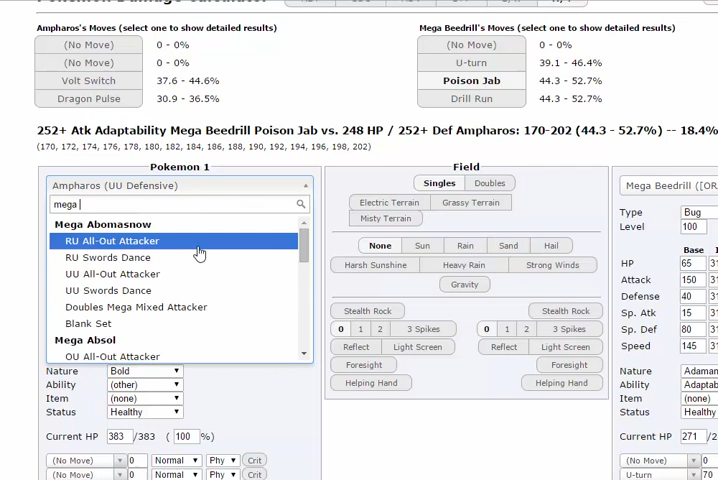 Ampharos's Moves (select one to show detailed results)
Mega Beedrill's Moves (select one to show detailed results)
(No Move) 0 - 0%
(No Move) 0 - 0%
(No Move) 0 - 0%
U-turn 39.1 - 46.4%
Volt Switch 37.6 - 44.6%
Poison Jab 44.3 - 52.7%
Dragon Pulse 30.9 - 36.5%
Drill Run 44.3 - 52.7%
252+ Atk Adaptability Mega Beedrill Poison Jab vs. 248 HP / 252+ Def Ampharos: 170-202 (44.3 - 52.7%) -- 18.4%
(170, 172, 174, 176, 178, 180, 182, 184, 186, 188, 190, 192, 194, 196, 198, 202)
Pokemon 1
Ampharos (UU Defensive)
mega
Mega Abomasnow
RU All-Out Attacker
RU Swords Dance
UU All-Out Attacker
UU Swords Dance
Doubles Mega Mixed Attacker
Blank Set
Mega Absol
OU All-Out Attacker
Nature Bold
Ability (other)
Item (none)
Status Healthy
Current HP 383 /383 ( 100 %)
(No Move) 0 Normal Phy Crit
(No Move) 0 Normal Phy Crit
Field
Singles Doubles
Electric Terrain Grassy Terrain
Misty Terrain
None Sun Rain Sand Hail
Harsh Sunshine Heavy Rain Strong Winds
Gravity
Stealth Rock Stealth Rock
0 1 2 3 Spikes 0 1 2 3 Spikes
Reflect Light Screen Reflect Light Screen
Foresight Foresight
Helping Hand Helping Hand
Mega Beedrill ([OR
Type Bug
Level 100
Base
HP 65
Attack 150
Defense 40
Sp. Atk 15
Sp. Def 80
Speed 145
Nature Adaman
Ability Adaptab
Item (none)
Status Healthy
Current HP 271 /2
(No Move) 0
U-turn 70